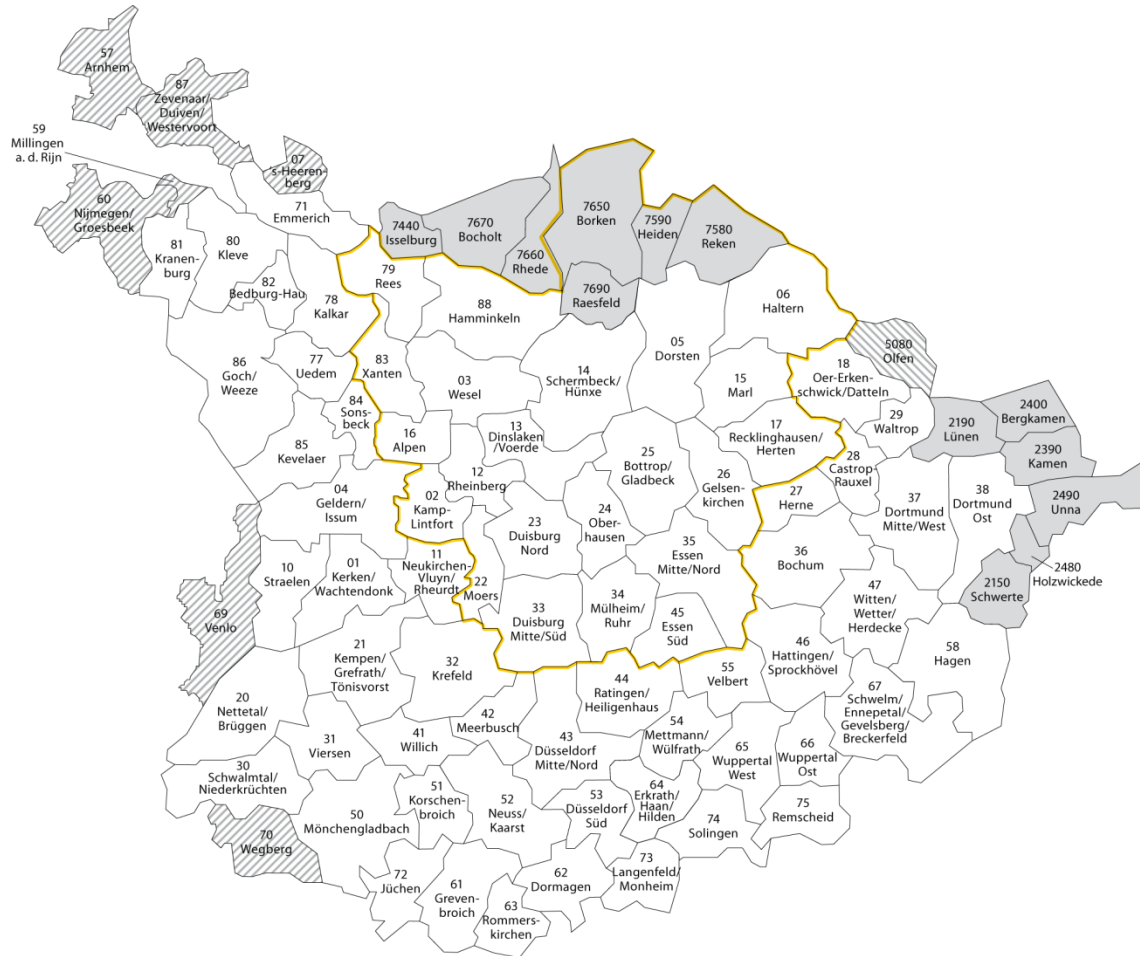 57
Arnhem
87
Zevenaar/
Duiven/
Westervoort
59
Millingen
a. d. Rijn
07
's-Heeren-
berg
60
Nijmegen/
Groesbeek
71
Emmerich
81
Kranen-
burg
80
Kleve
82
Bedburg-Hau
78
Kalkar
79
Rees
7440
Isselburg
7670
Bocholt
7660
Rhede
7650
Borken
7590
Heiden
7580
Reken
7690
Raesfeld
88
Hamminkeln
06
Haltern
05
Dorsten
5080
Olfen
86
Goch/
Weeze
77
Uedem
83
Xanten
03
Wesel
14
Schermbeck/
Hünxe
15
Marl
18
Oer-Erken-
schwick/Datteln
29
Waltrop
2190
Lünen
2400
Bergkamen
2390
Kamen
2490
Unna
2480
Holzwickede
2150
Schwerte
84
Sons-
beck
85
Kevelaer
16
Alpen
13
Dinslaken
/Voerde
17
Recklinghausen/
Herten
28
Castrop-
Rauxel
04
Geldern/
Issum
02
Kamp-
Lintfort
12
Rheinberg
25
Bottrop/
Gladbeck
26
Gelsen-
kirchen
27
Herne
37
Dortmund
Mitte/West
38
Dortmund
Ost
23
Duisburg
Nord
24
Ober-
hausen
35
Essen
Mitte/Nord
36
Bochum
10
Straelen
01
Kerken/
Wachtendonk
11
Neukirchen-
Vluyn/
Rheurdt
22
Moers
33
Duisburg
Mitte/Süd
34
Mülheim/
Ruhr
45
Essen
Süd
47
Witten/
Wetter/
Herdecke
69
Venlo
21
Kempen/
Grefrath/
Tönisvorst
32
Krefeld
44
Ratingen/
Heiligenhaus
55
Velbert
46
Hattingen/
Sprockhövel
58
Hagen
67
Schwelm/
Ennepetal/
Gevelsberg/
Breckerfeld
20
Nettetal/
Brüggen
31
Viersen
41
Willich
42
Meerbusch
43
Düsseldorf
Mitte/Nord
54
Mettmann/
Wülfrath
65
Wuppertal
West
66
Wuppertal
Ost
30
Schwalmtal/
Niederkrüchten
50
Mönchengladbach
51
Korschen-
broich
52
Neuss/
Kaarst
53
Düsseldorf
Süd
64
Erkrath/
Haan/
Hilden
74
Solingen
75
Remscheid
70
Wegberg
72
Jüchen
61
Greven-
broich
63
Rommers-
kirchen
62
Dormagen
73
Langenfeld/
Monheim